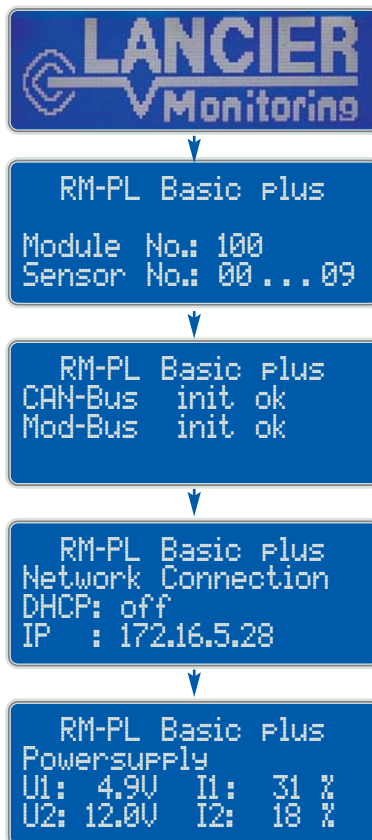 LANCIER
Monitoring
RM-PL Basic plus
Module No.: 100
Sensor No.: 00 ... 09
RM-PL Basic plus
CAN-Bus init ok
Mod-Bus init ok
RM-PL Basic plus
Network Connection
DHCP: off
IP : 172.16.5.28
RM-PL Basic plus
Powersupply
U1: 4.9V I1: 31 %
U2: 12.0V I2: 18 %